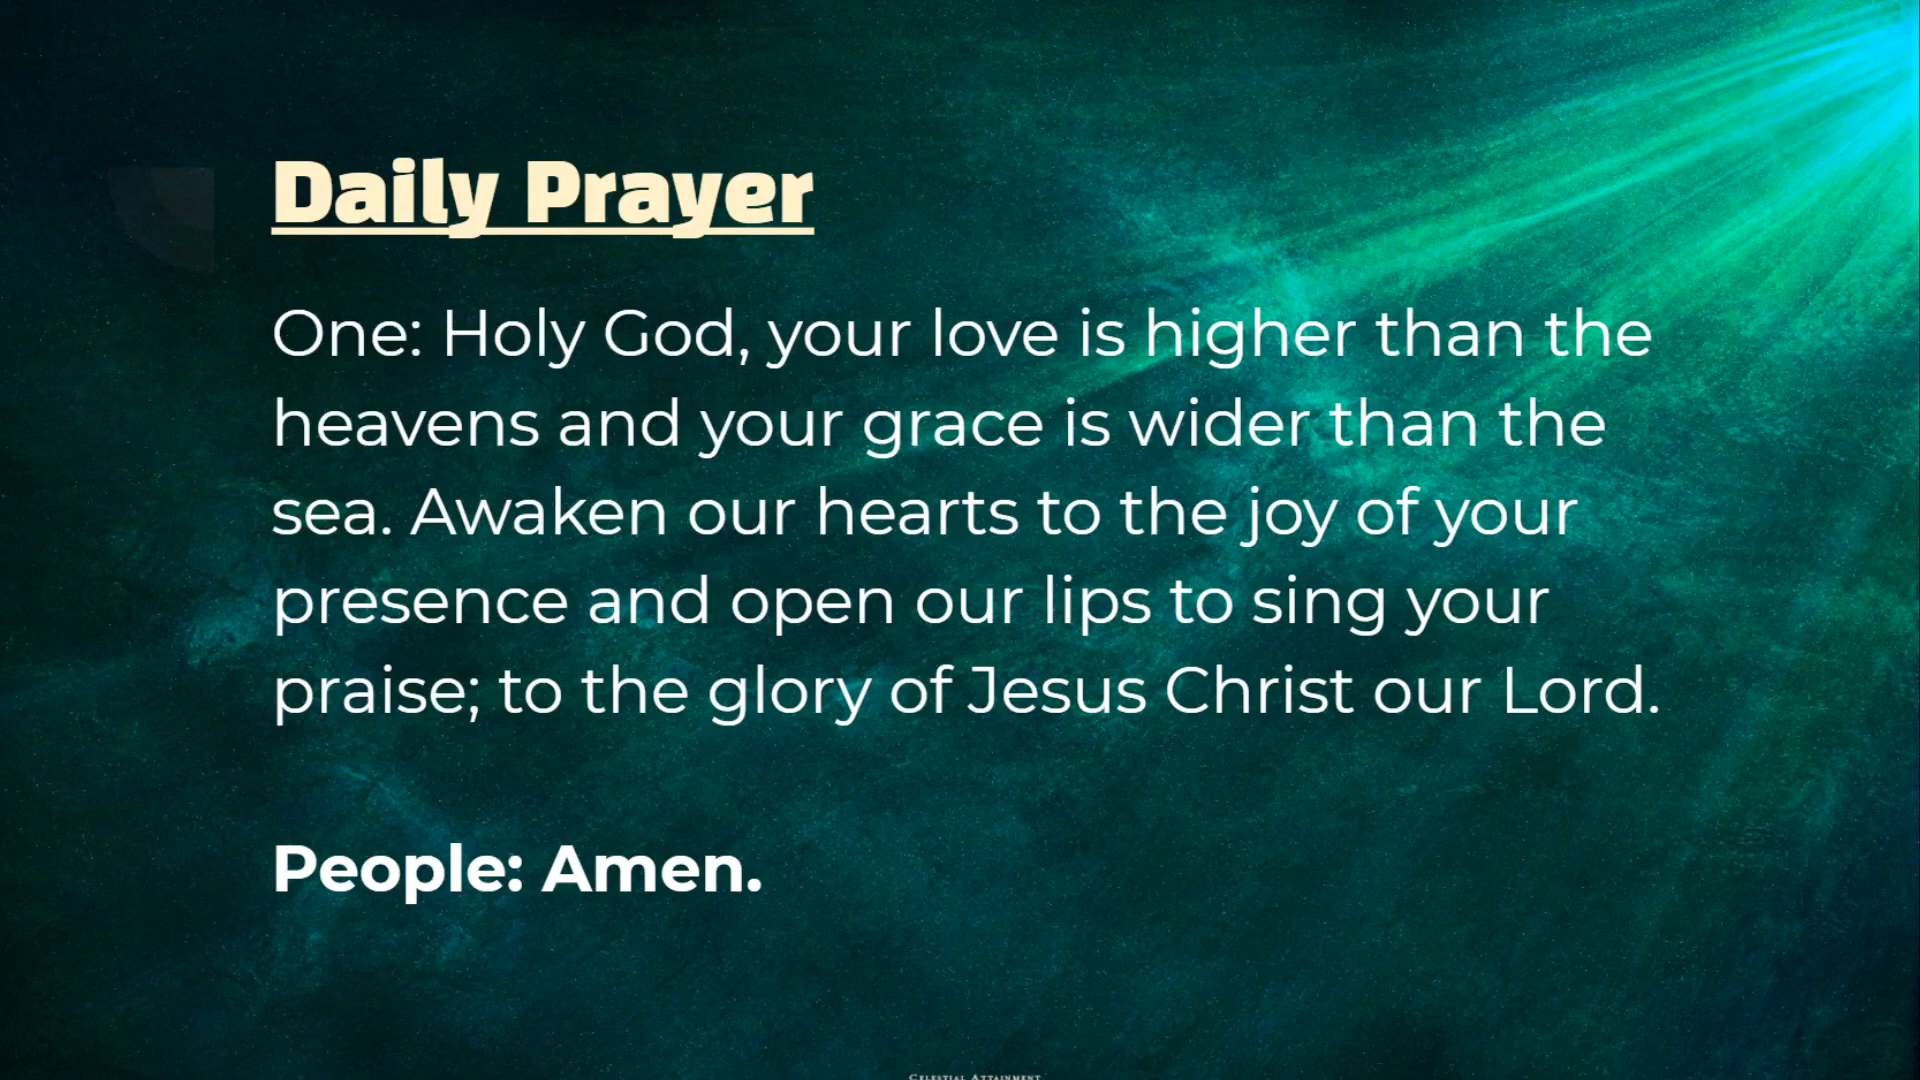 Daily Prayer
One: Holy God, your love is higher than the
heavens and your grace is wider than the
sea. Awaken our hearts to the joy of your
presence and open our lips to sing your
praise; to the glory of Jesus Christ our Lord.
People: Amen.
Celestial Attainment